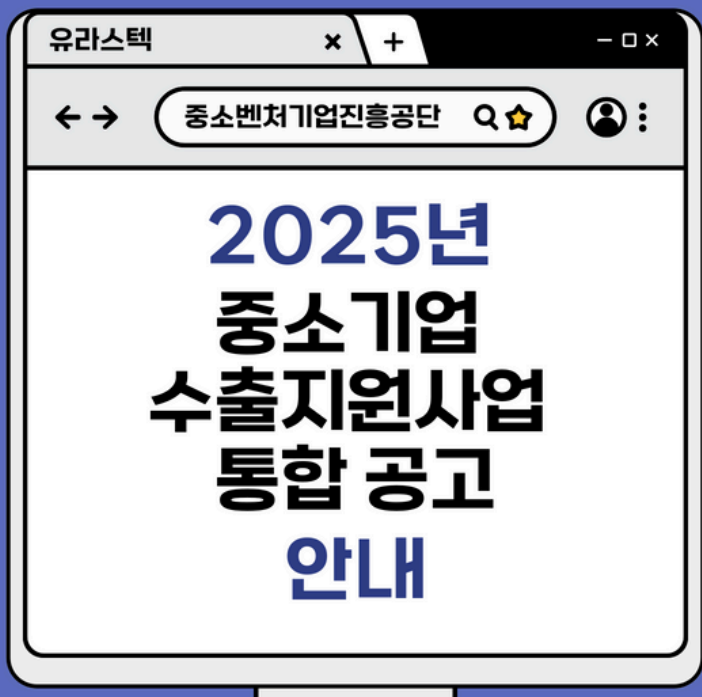 유라스텍
중소벤처기업진흥공단
2025년
중소기업
수출지원사업
통합 공고
안내